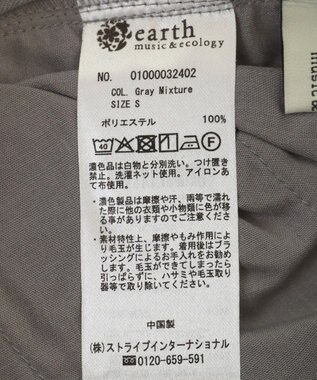 earth
music & ecology
NO. 01000032402
COL. Gray Mixture
SIZE S
ポリエステル 100%
40 F
濃色品は白物と分別洗い。つけ置き
禁止。洗濯ネット使用。アイロンあ
て布使用。
・濃色製品は摩擦や汗、雨等で濡れ
た際に他の衣類や小物類に色が移
る事がありますのでご注意くださ
い。
・素材特性上、摩擦やもみ作用によ
り毛玉が生じます。着用後はブラ
ッシングによるお手入れをお勧め
します。毛玉ができてしまったら
引っぱらずに、ハサミや毛玉取り
器等で取り除いてください。
中国製
(株)ストライプインターナショナル
0120-659-591